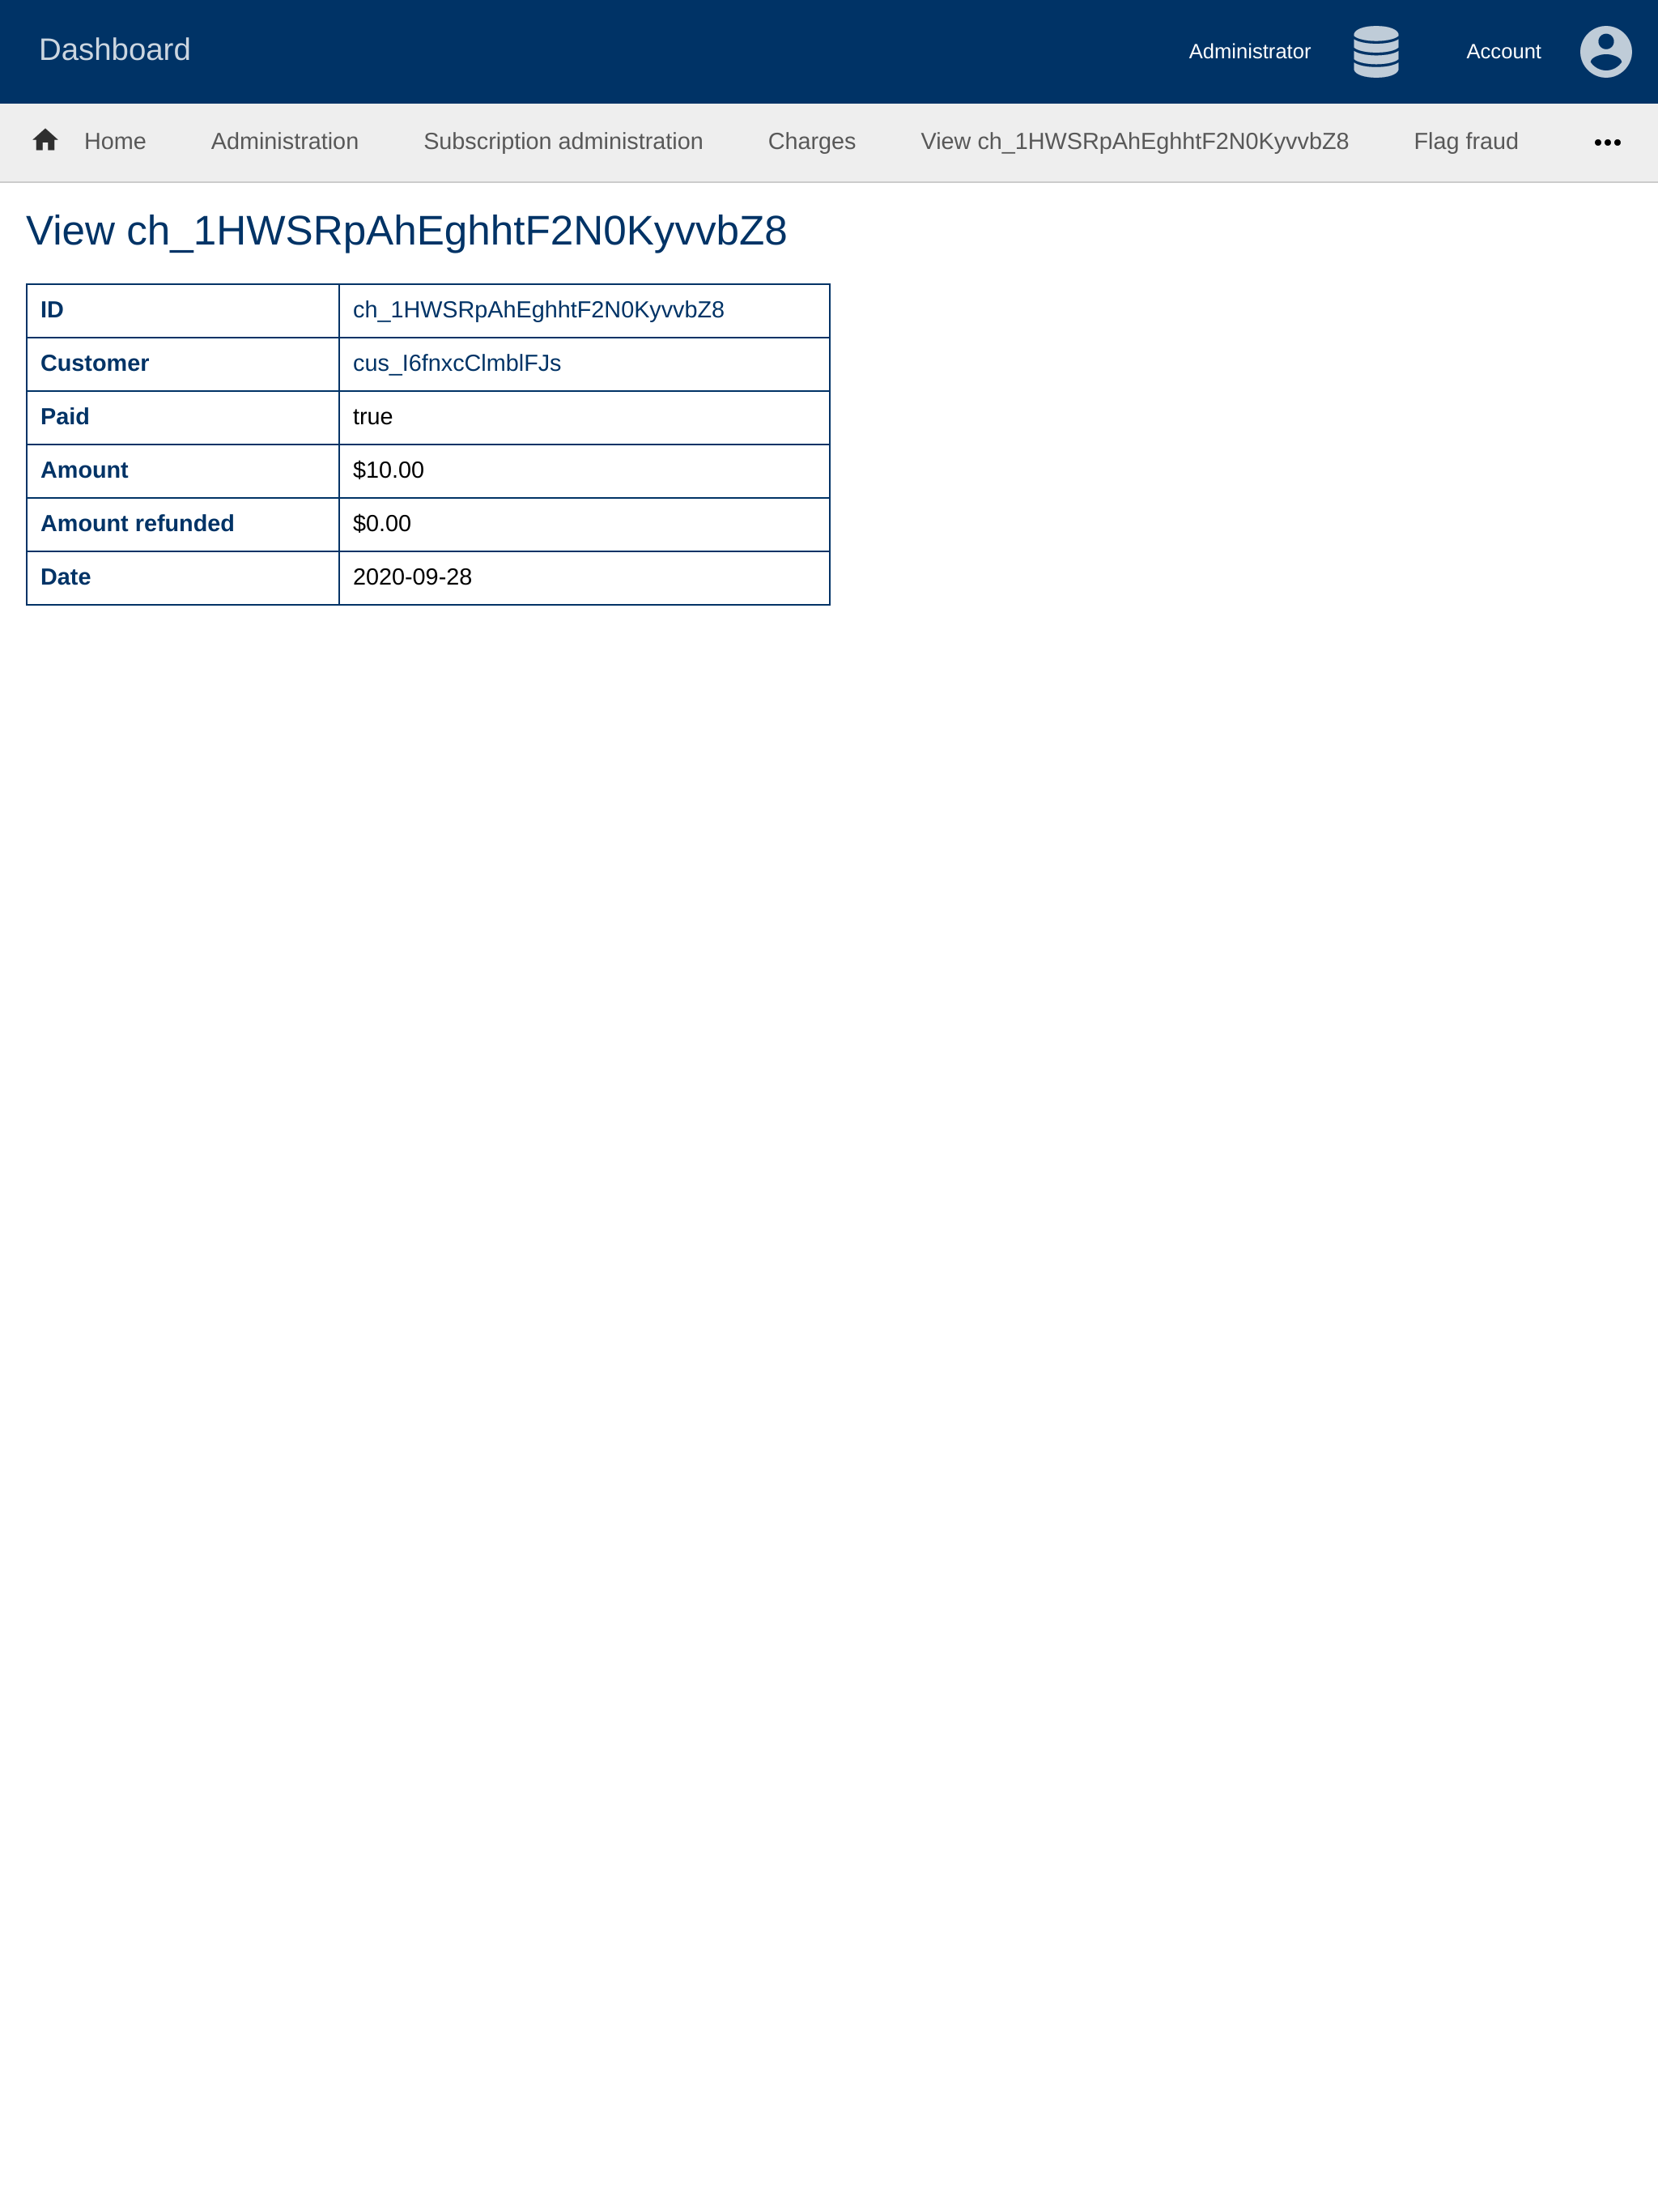 Dashboard Administrator Account
Home Administration Subscription administration Charges View ch_1HWSRpAhEghhtF2N0KyvvbZ8 Flag fraud •••
View ch_1HWSRpAhEghhtF2N0KyvvbZ8
ID ch_1HWSRpAhEghhtF2N0KyvvbZ8
Customer cus_I6fnxcClmblFJs
Paid true
Amount $10.00
Amount refunded $0.00
Date 2020-09-28